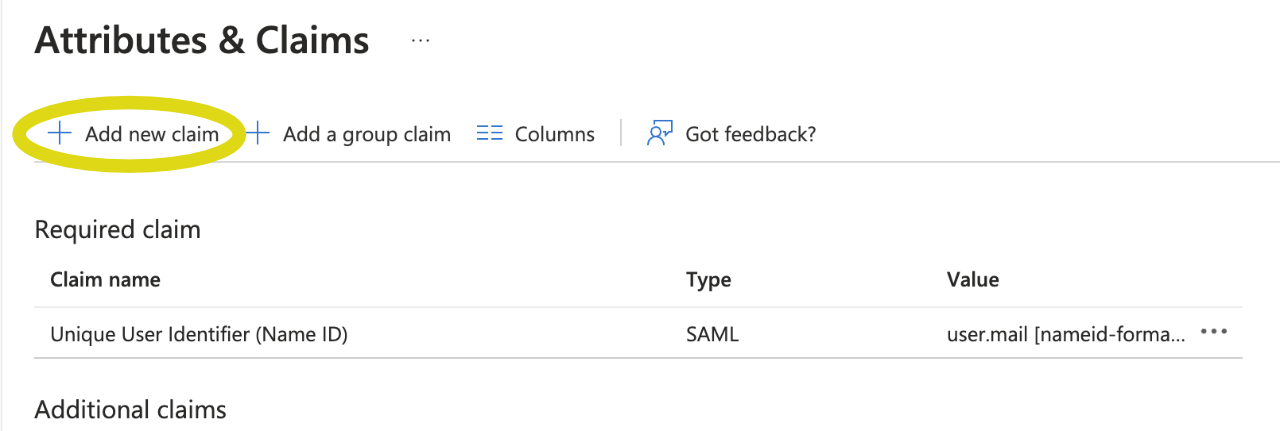 Attributes & Claims ...
Add new claim Add a group claim Columns Got feedback?
Required claim
Claim name Type Value
Unique User Identifier (Name ID) SAML user.mail [nameid-forma... •••
Additional claims